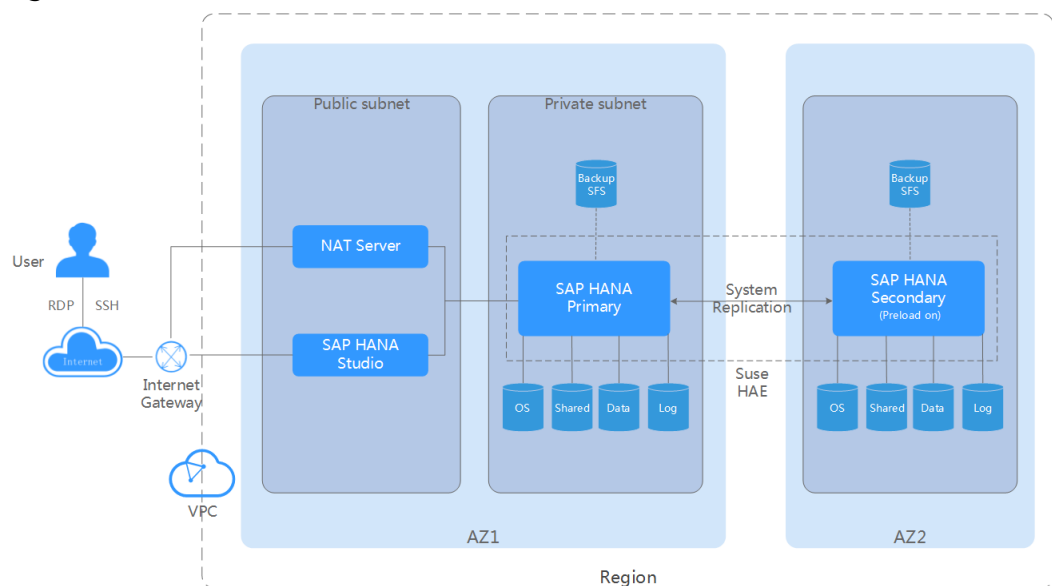 Public subnet
Private subnet
Backup
SFS
Backup
SFS
User
RDP
SSH
Internet
Internet
Gateway
VPC
NAT Server
SAP HANA
Studio
SAP HANA
Primary
System
Replication
SAP HANA
Secondary
(Preload on)
Suse
HAE
OS
Shared
Data
Log
OS
Shared
Data
Log
AZ1
AZ2
Region